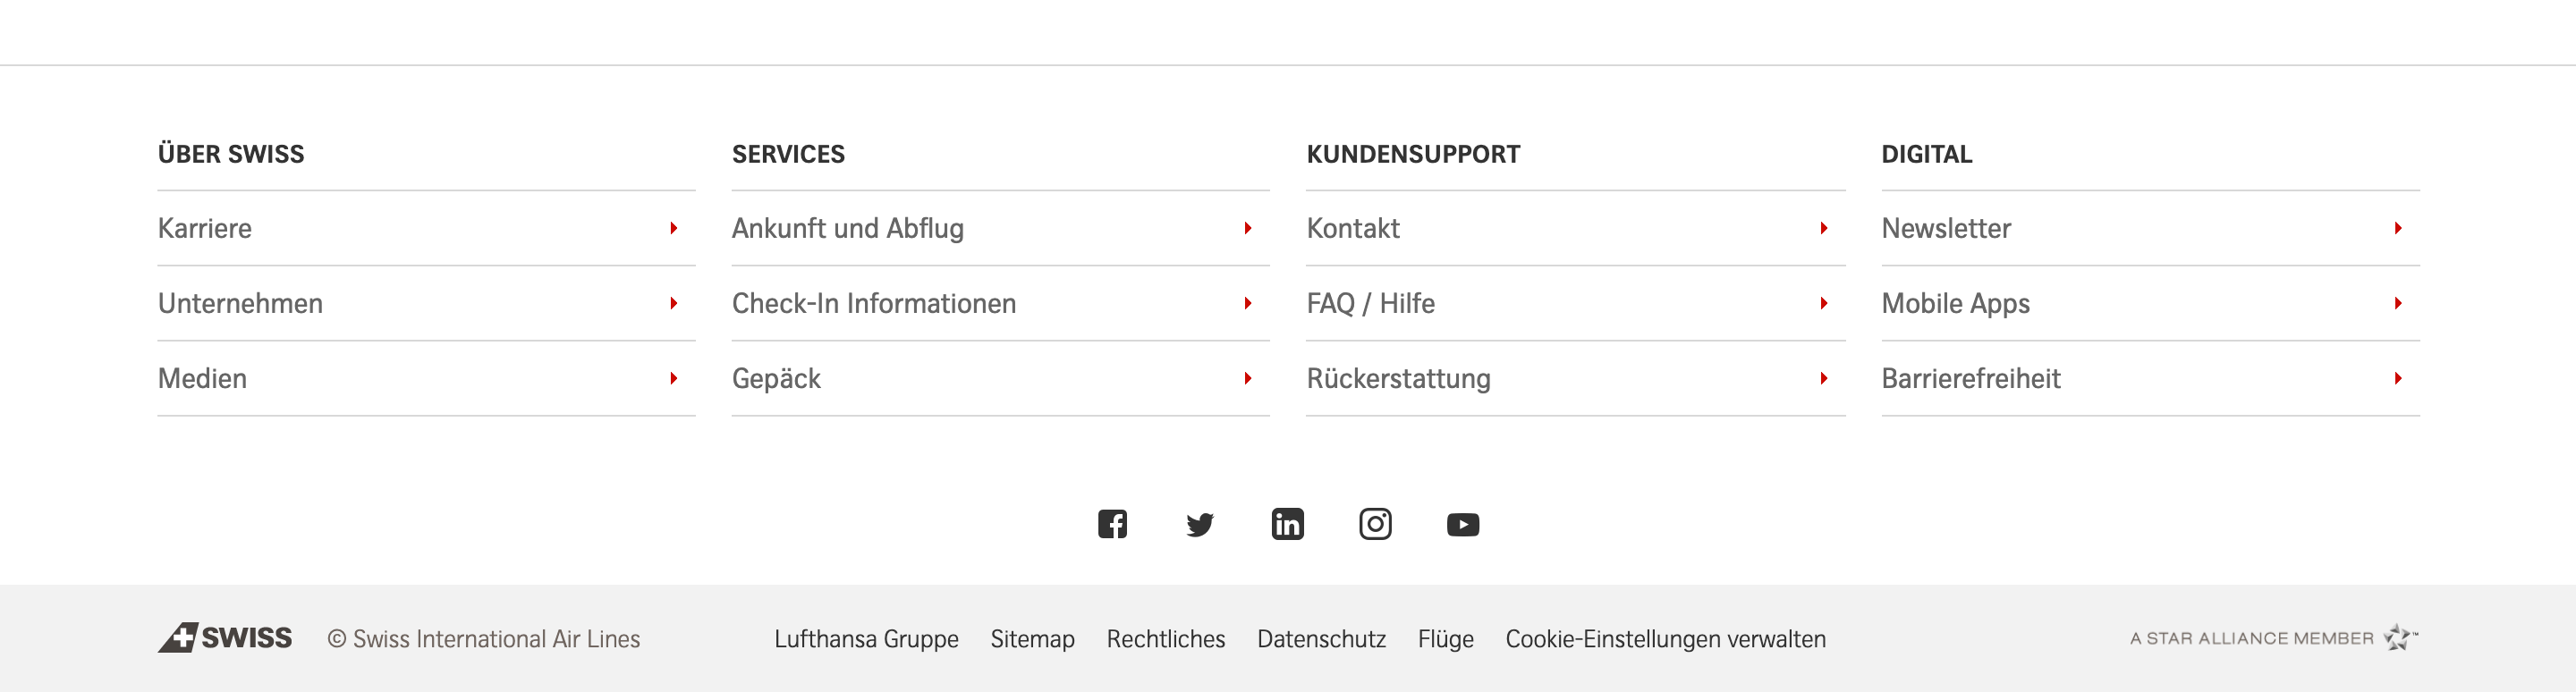 ÜBER SWISS
Karriere
Unternehmen
Medien
SERVICES
Ankunft und Abflug
Check-In Informationen
Gepäck
KUNDENSUPPORT
Kontakt
FAQ / Hilfe
Rückerstattung
DIGITAL
Newsletter
Mobile Apps
Barrierefreiheit
SWISS © Swiss International Air Lines Lufthansa Gruppe Sitemap Rechtliches Datenschutz Flüge Cookie-Einstellungen verwalten A STAR ALLIANCE MEMBER ™